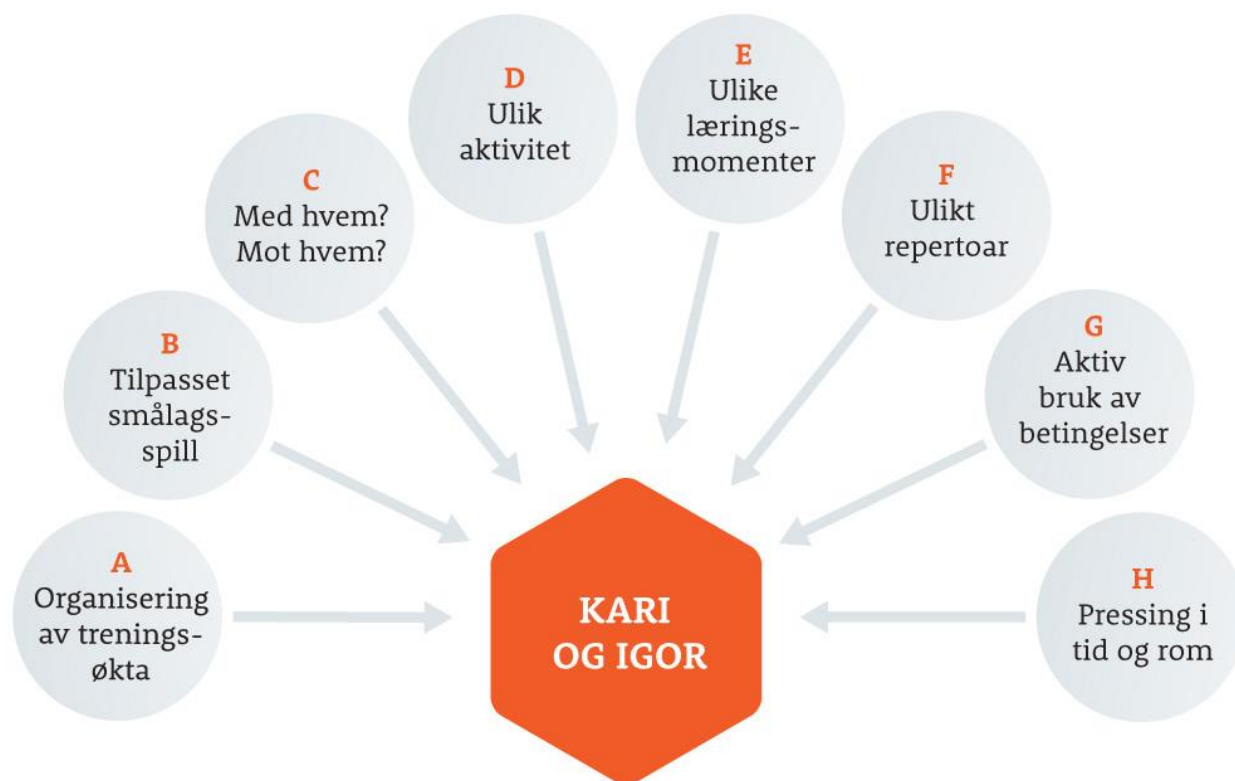 A
Organisering
av trenings-
økta
B
Tilpasset
smålags-
spill
C
Med hvem?
Mot hvem?
D
Ulik
aktivitet
E
Ulike
lærings-
momenter
F
Ulikt
repertoar
G
Aktiv
bruk av
betingelser
H
Pressing i
tid og rom
KARI
OG IGOR